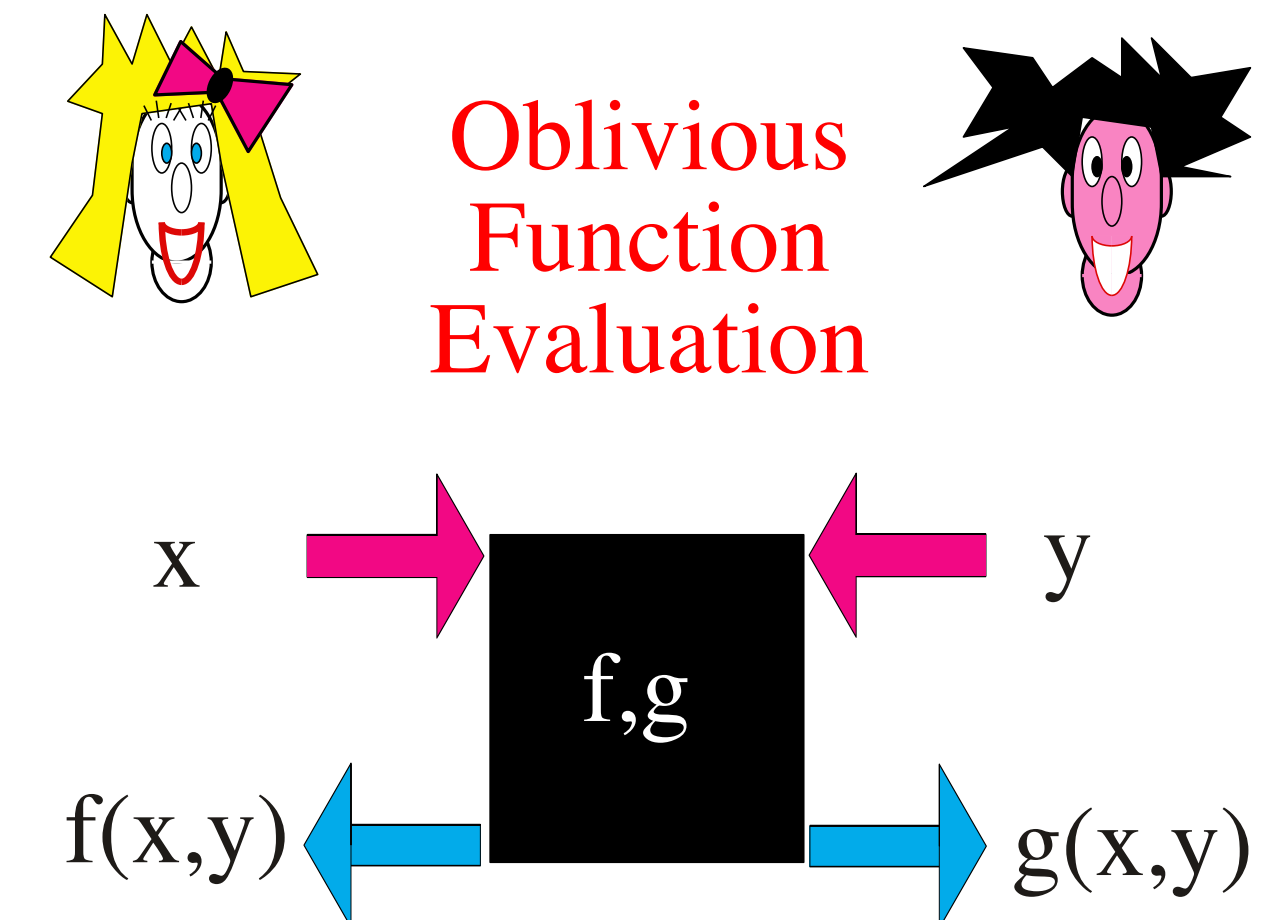 Oblivious
Function
Evaluation
x
y
f,g
f(x,y)
g(x,y)